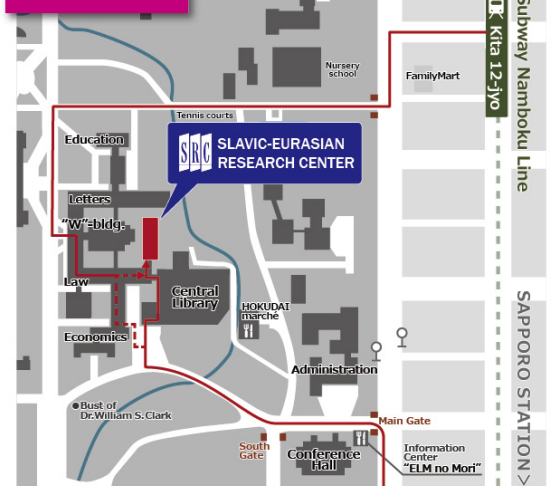 Subway Namboku Line
Kita 12-jyo
Nursery
school
FamilyMart
Tennis courts
SRC
SLAVIC-EURASIAN
RESEARCH CENTER
Education
Letters
"W"-bldg.
Law
Central
Library
HOKUDAI
marché
Economics
Administration
SAPPORO STATION >
Bust of
Dr.William S.Clark
Main Gate
South
Gate
Conference
Hall
Information
Center
"ELM no Mori"